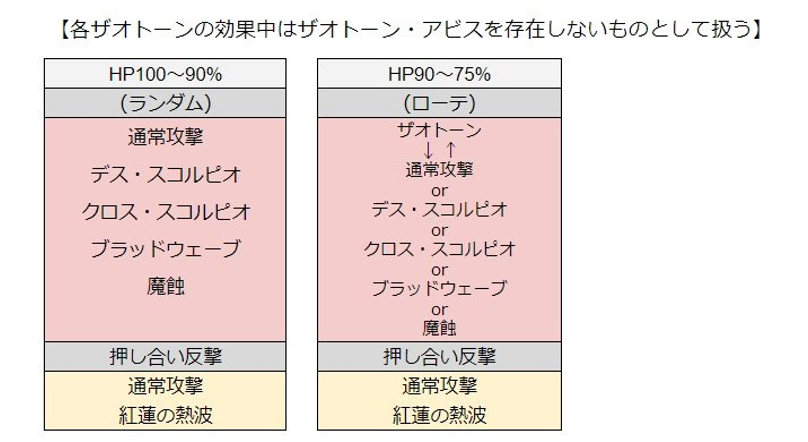 【各ザオトーンの効果中はザオトーン・アビスを存在しないものとして扱う】
HP100～90%
(ランダム)
通常攻撃
デス・スコルピオ
クロス・スコルピオ
ブラッドウェーブ
魔蝕
押し合い反撃
通常攻撃
紅蓮の熱波
HP90～75%
(ローテ)
ザオトーン
↓ ↑
通常攻撃
or
デス・スコルピオ
or
クロス・スコルピオ
or
ブラッドウェーブ
or
魔蝕
押し合い反撃
通常攻撃
紅蓮の熱波